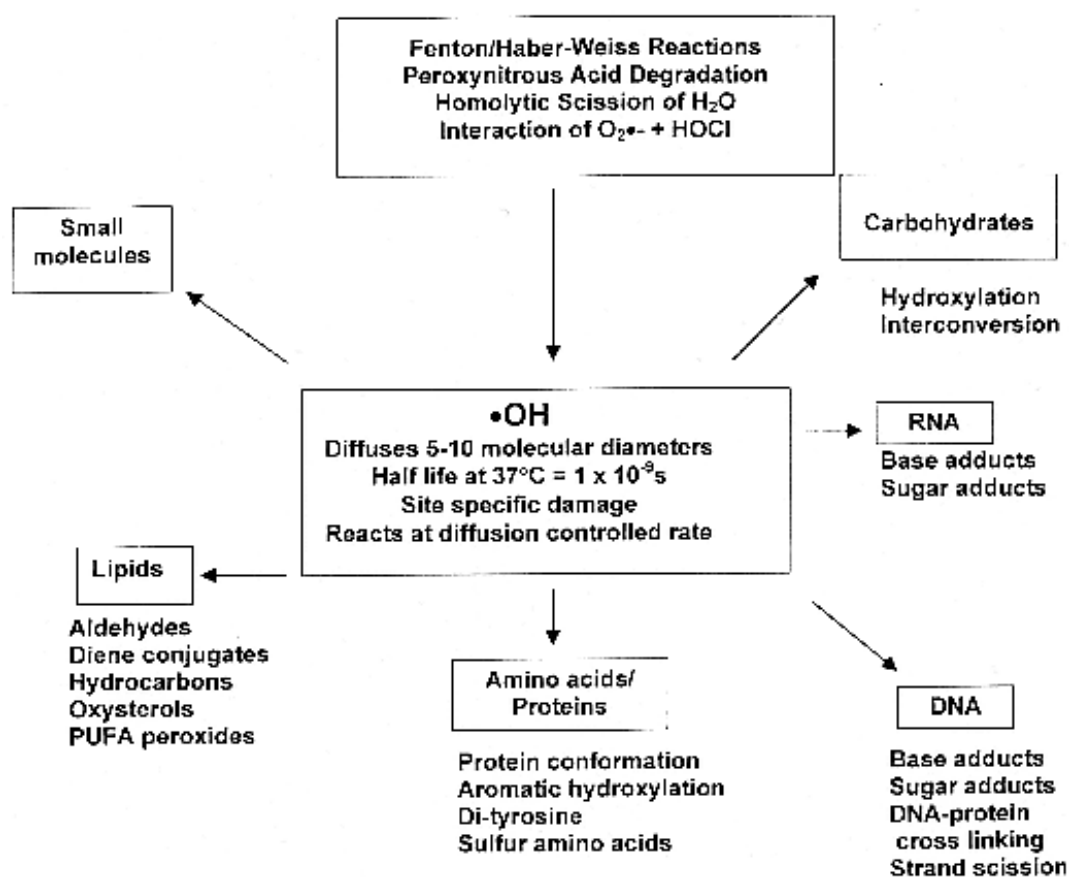 Fenton/Haber-Weiss Reactions
Peroxynitrous Acid Degradation
Homolytic Scission of H₂O
Interaction of O₂•- + HOCl
Small
molecules
Carbohydrates
Hydroxylation
Interconversion
•OH
Diffuses 5-10 molecular diameters
Half life at 37°C = 1 x 10⁻⁹s
Site specific damage
Reacts at diffusion controlled rate
RNA
Base adducts
Sugar adducts
Lipids
Aldehydes
Diene conjugates
Hydrocarbons
Oxysterols
PUFA peroxides
Amino acids/
Proteins
Protein conformation
Aromatic hydroxylation
Di-tyrosine
Sulfur amino acids
DNA
Base adducts
Sugar adducts
DNA-protein
cross linking
Strand scission